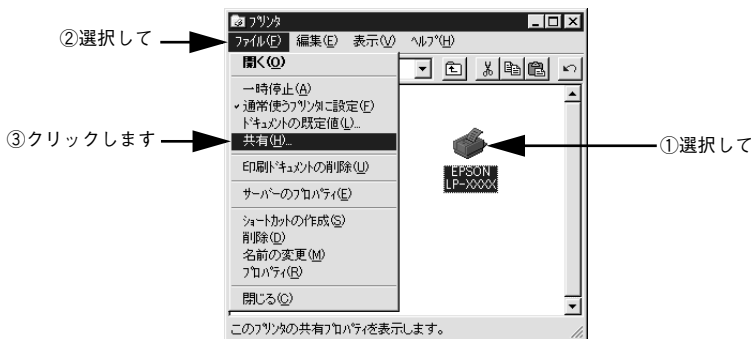 プリンタ
ファイル(F) 編集(E) 表示(V) ヘルプ(H)
②選択して
開く(O)
一時停止(A)
通常使うプリンタに設定(F)
ドキュメントの既定値(L)...
③クリックします
共有(H)...
①選択して
印刷ドキュメントの削除(U)
EPSON
LP-XXXX
サーバーのプロパティ(E)
ショートカットの作成(S)
削除(D)
名前の変更(M)
プロパティ(R)
閉じる(C)
このプリンタの共有プロパティを表示します。